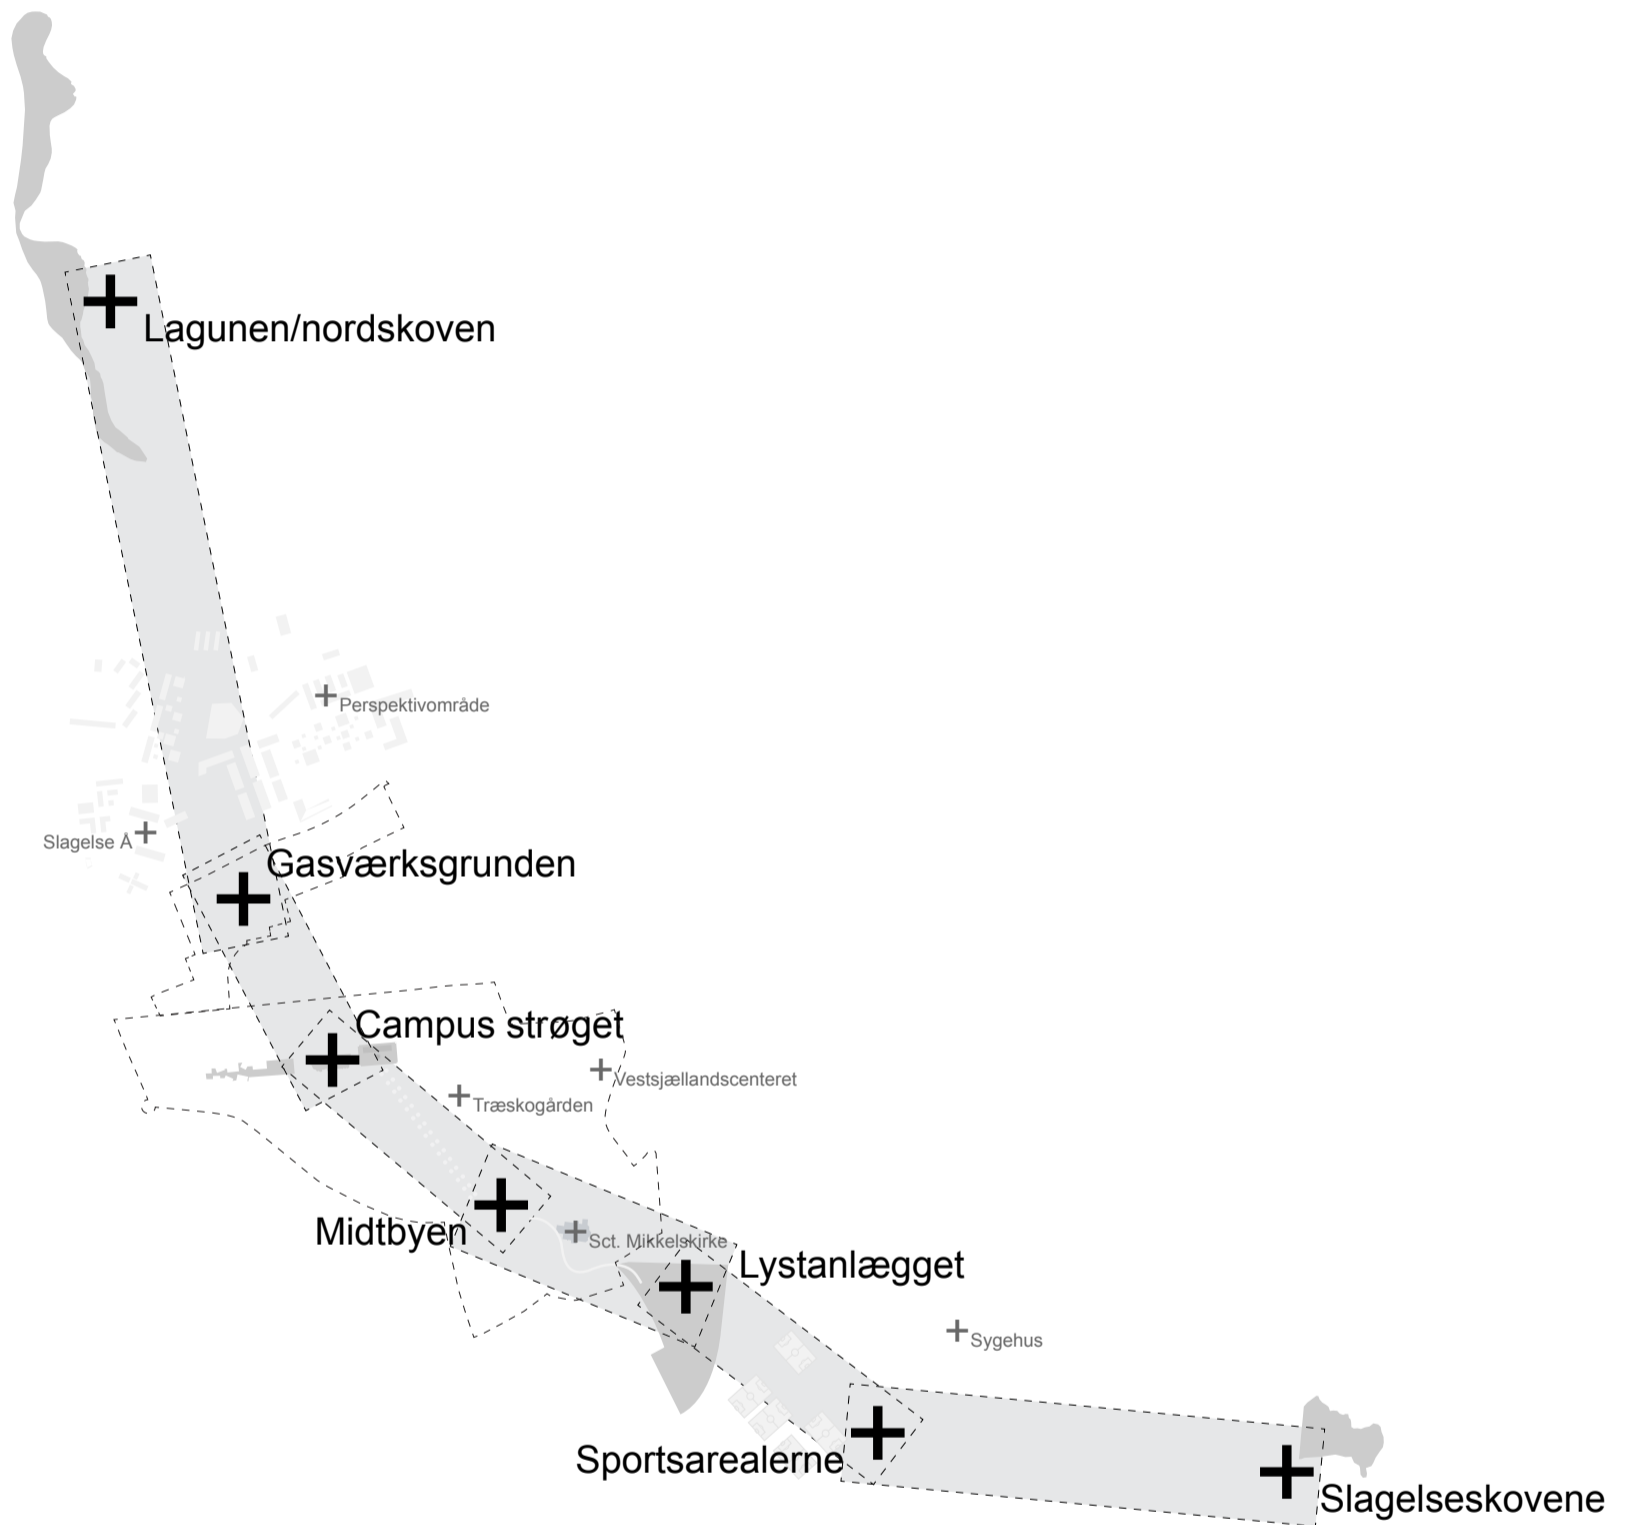 Lagunen/nordskoven
Perspektivområde
Slagelse Å
Gasværksgrunden
Campus strøget
Vestsjællandscenteret
Træskogården
Midtbyen
Sct. Mikkelskirke
Lystanlægget
Sygehus
Sportsarealerne
Slagelseskovene